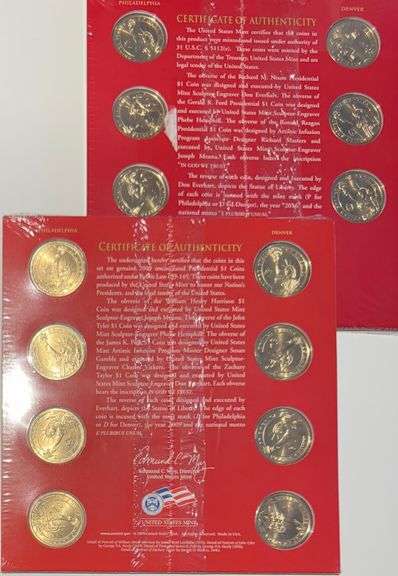 PHILADELPHIA
DENVER
CERTIFICATE OF AUTHENTICITY
The United States Mint certifies that the coins in
this product were minted and issued under authority of
31 U.S.C. § 5112(r). These coins were minted by the
Department of the Treasury, United States Mint and are
legal tender of the United States.
The obverse of the Richard M. Nixon Presidential
$1 Coin was designed and executed by United States
Mint Sculptor-Engraver Don Everhart. The obverse of
the Gerald R. Ford Presidential $1 Coin was designed
and executed by United States Mint Sculptor-Engraver
Phebe Hemphill. The obverse of the Ronald Reagan
Presidential $1 Coin was designed by Artistic Infusion
Program Designer Richard Masters and
executed by United States Mint Sculptor-Engraver
Joseph Menna. Each obverse bears the inscription
"IN GOD WE TRUST."
The reverse of each coin, designed and executed by
Don Everhart, depicts the Statue of Liberty. The edge
of each coin is incused with the mint mark (P for
Philadelphia or D for Denver), the year "2016" and the
national motto E PLURIBUS UNUM.
PHILADELPHIA
DENVER
CERTIFICATE OF AUTHENTICITY
The undersigned hereby certifies that the coins in this
set are genuine 2009 uncirculated Presidential $1 Coins
authorized under Public Law 109-145. These coins have been
produced by the United States Mint to honor our Nation's
Presidents, and are legal tender of the United States.
The obverse of the William Henry Harrison $1
Coin was designed and executed by United States Mint
Sculptor-Engraver Joseph Menna. The obverse of the John
Tyler $1 Coin was designed and executed by United States
Mint Sculptor-Engraver Phebe Hemphill. The obverse of
the James K. Polk $1 Coin was designed by United States
Mint Artistic Infusion Program Master Designer Susan
Gamble and executed by United States Mint Sculptor-
Engraver Charles Vickers. The obverse of the Zachary
Taylor $1 Coin was designed and executed by United
States Mint Sculptor-Engraver Don Everhart. Each obverse
bears the inscription IN GOD WE TRUST.
The reverse of each coin, designed and executed by
Don Everhart, depicts the Statue of Liberty. The edge of each
coin is incused with the mint mark (P for Philadelphia
or D for Denver), the year 2009 and the national motto
E PLURIBUS UNUM.
Edmund C. Moy
Edmund C. Moy, Director
United States Mint
UNITED STATES MINT